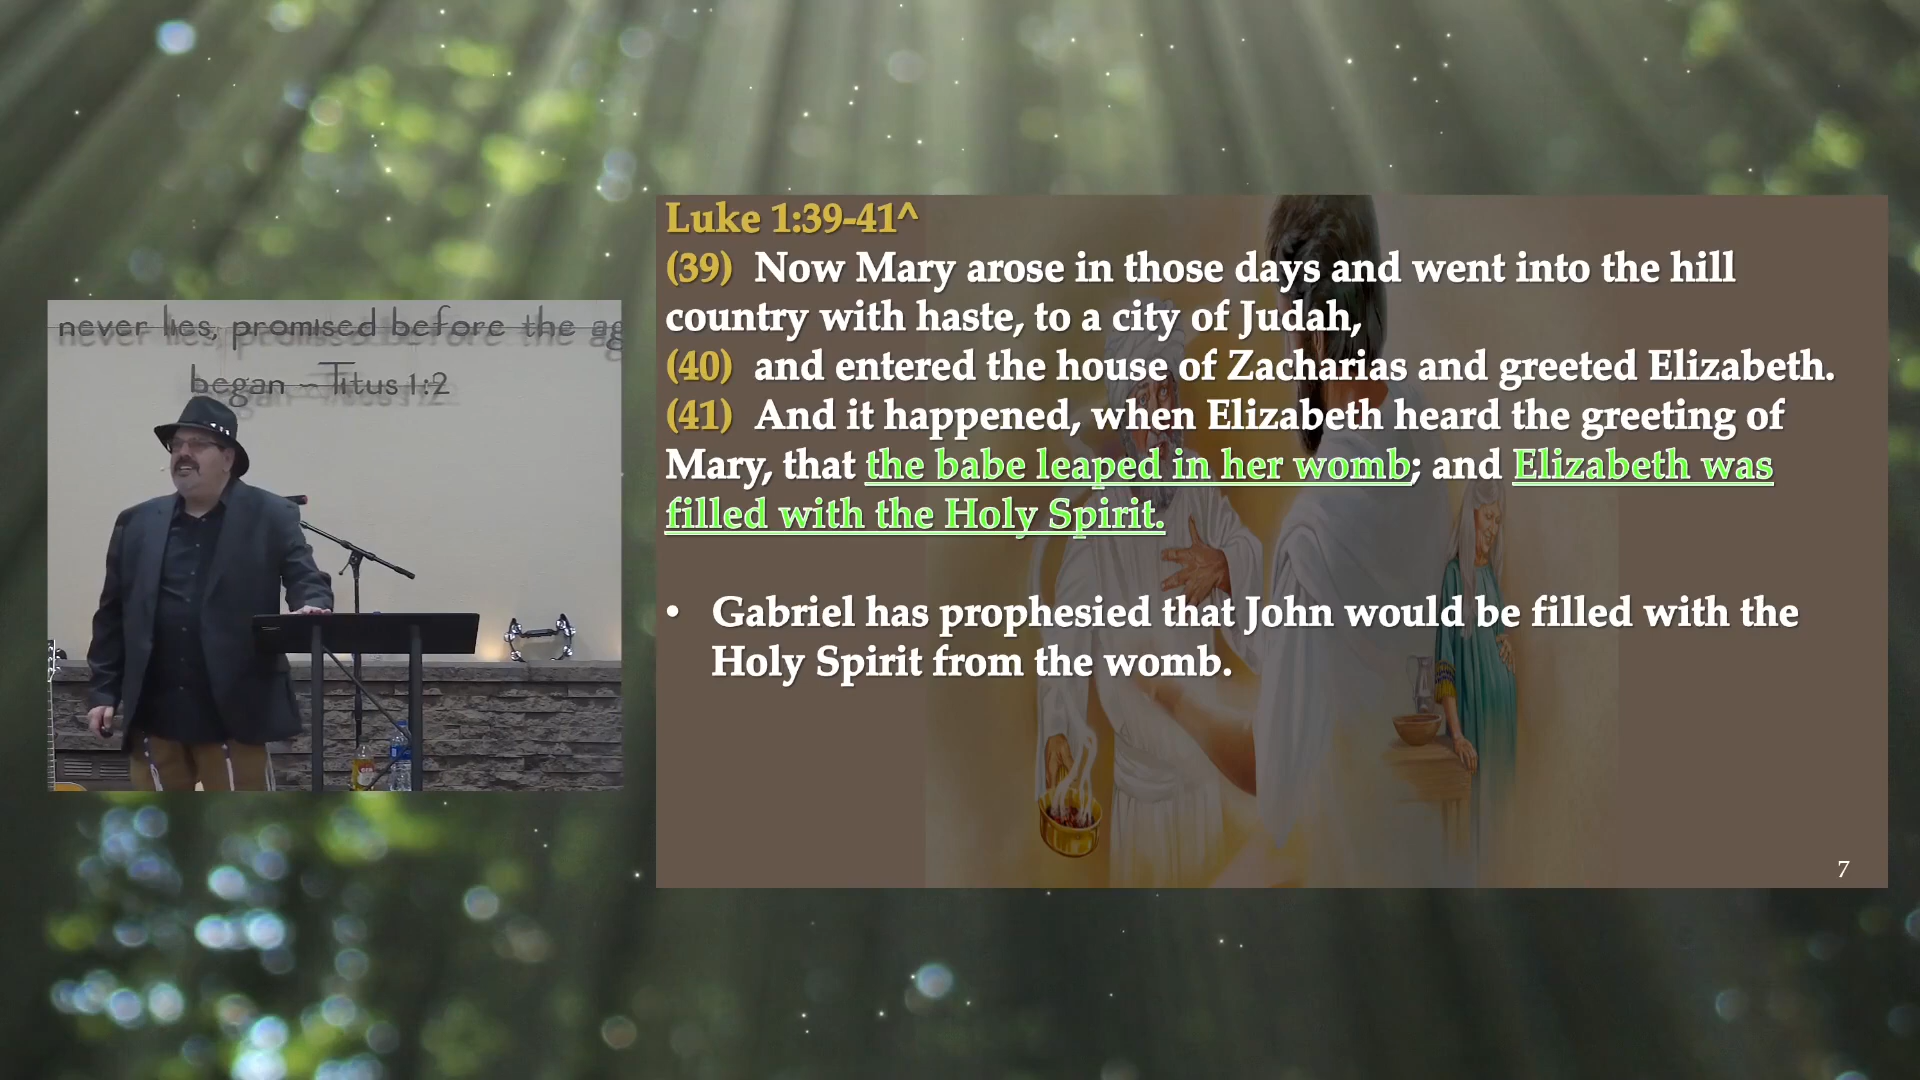 never lies, promised before the
began – Titus 1:2
Luke 1:39-41^
(39) Now Mary arose in those days and went into the hill
country with haste, to a city of Judah,
(40) and entered the house of Zacharias and greeted Elizabeth.
(41) And it happened, when Elizabeth heard the greeting of
Mary, that the babe leaped in her womb; and Elizabeth was
filled with the Holy Spirit.
• Gabriel has prophesied that John would be filled with the
Holy Spirit from the womb.
7